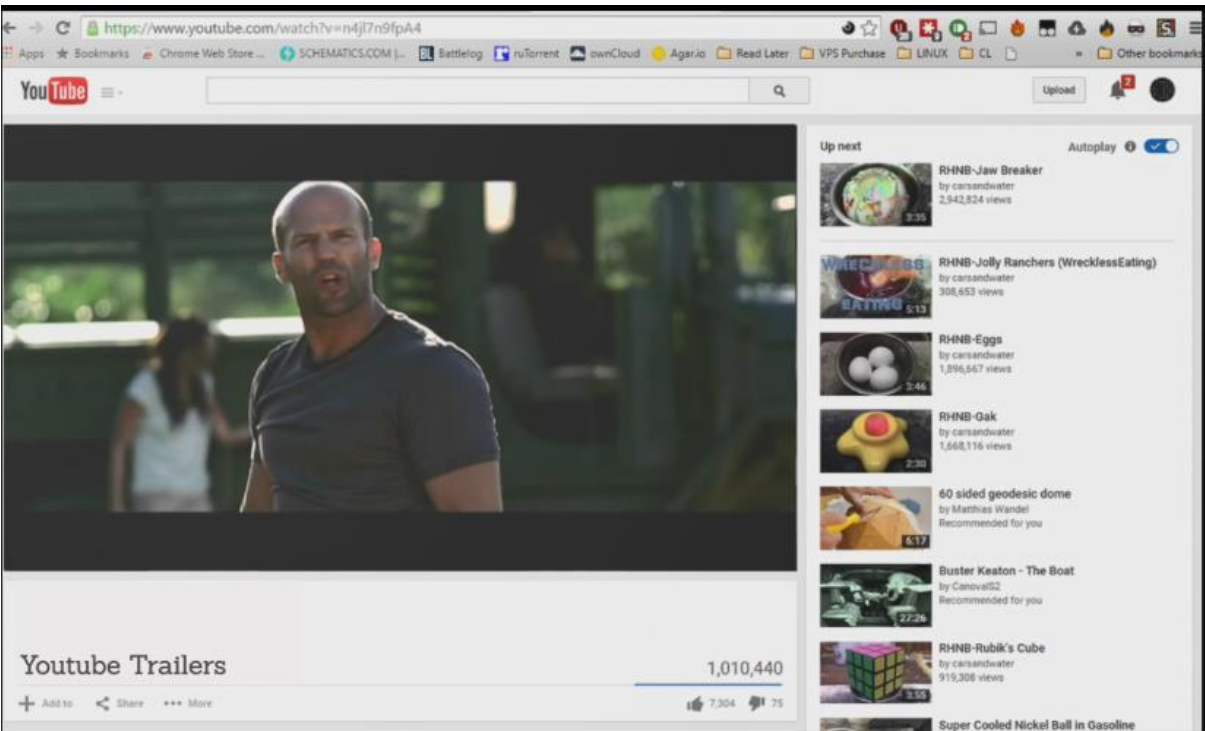 https://www.youtube.com/watch?v=n4jl7n9fpA4
Apps Bookmarks Chrome Web Store ... SCHEMATICS.COM |... Battlelog ruTorrent ownCloud Agar.io Read Later VPS Purchase LINUX CL » Other bookmarks
YouTube
Upload
2
Up next
Autoplay
RHNB-Jaw Breaker
by carsandwater
2,942,824 views
3:35
RHNB-Jolly Ranchers (WrecklessEating)
by carsandwater
308,653 views
WRECKLESS
EATING
5:13
RHNB-Eggs
by carsandwater
1,896,667 views
3:46
RHNB-Gak
by carsandwater
1,668,116 views
2:30
60 sided geodesic dome
by Matthias Wandel
Recommended for you
6:17
Buster Keaton - The Boat
by CanovalS2
Recommended for you
27:26
RHNB-Rubik's Cube
by carsandwater
919,308 views
3:55
Super Cooled Nickel Ball in Gasoline
Youtube Trailers
1,010,440
Add to Share More
7,304 75